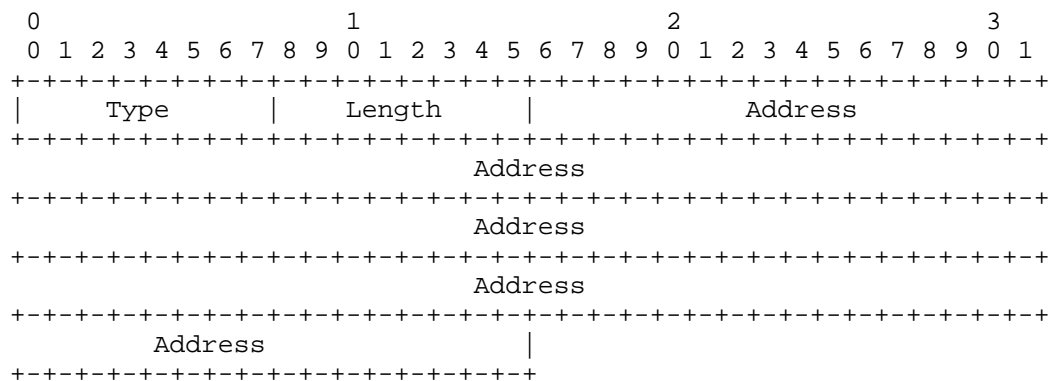 0                   1                   2                   3
 0 1 2 3 4 5 6 7 8 9 0 1 2 3 4 5 6 7 8 9 0 1 2 3 4 5 6 7 8 9 0 1
+-+-+-+-+-+-+-+-+-+-+-+-+-+-+-+-+-+-+-+-+-+-+-+-+-+-+-+-+-+-+-+-+
|     Type      |    Length     |             Address
+-+-+-+-+-+-+-+-+-+-+-+-+-+-+-+-+-+-+-+-+-+-+-+-+-+-+-+-+-+-+-+-+
                             Address
+-+-+-+-+-+-+-+-+-+-+-+-+-+-+-+-+-+-+-+-+-+-+-+-+-+-+-+-+-+-+-+-+
                             Address
+-+-+-+-+-+-+-+-+-+-+-+-+-+-+-+-+-+-+-+-+-+-+-+-+-+-+-+-+-+-+-+-+
                             Address
+-+-+-+-+-+-+-+-+-+-+-+-+-+-+-+-+-+-+-+-+-+-+-+-+-+-+-+-+-+-+-+-+
         Address                |
+-+-+-+-+-+-+-+-+-+-+-+-+-+-+-+-+